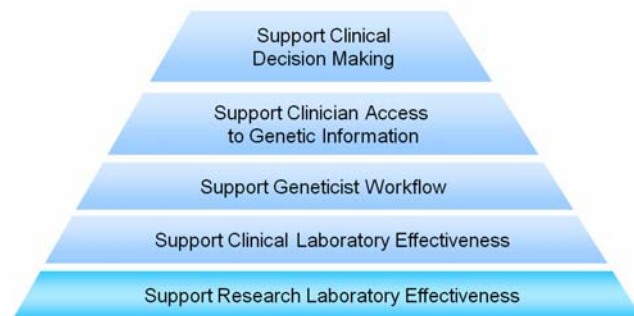 Support Clinical
Decision Making
Support Clinician Access
to Genetic Information
Support Geneticist Workflow
Support Clinical Laboratory Effectiveness
Support Research Laboratory Effectiveness